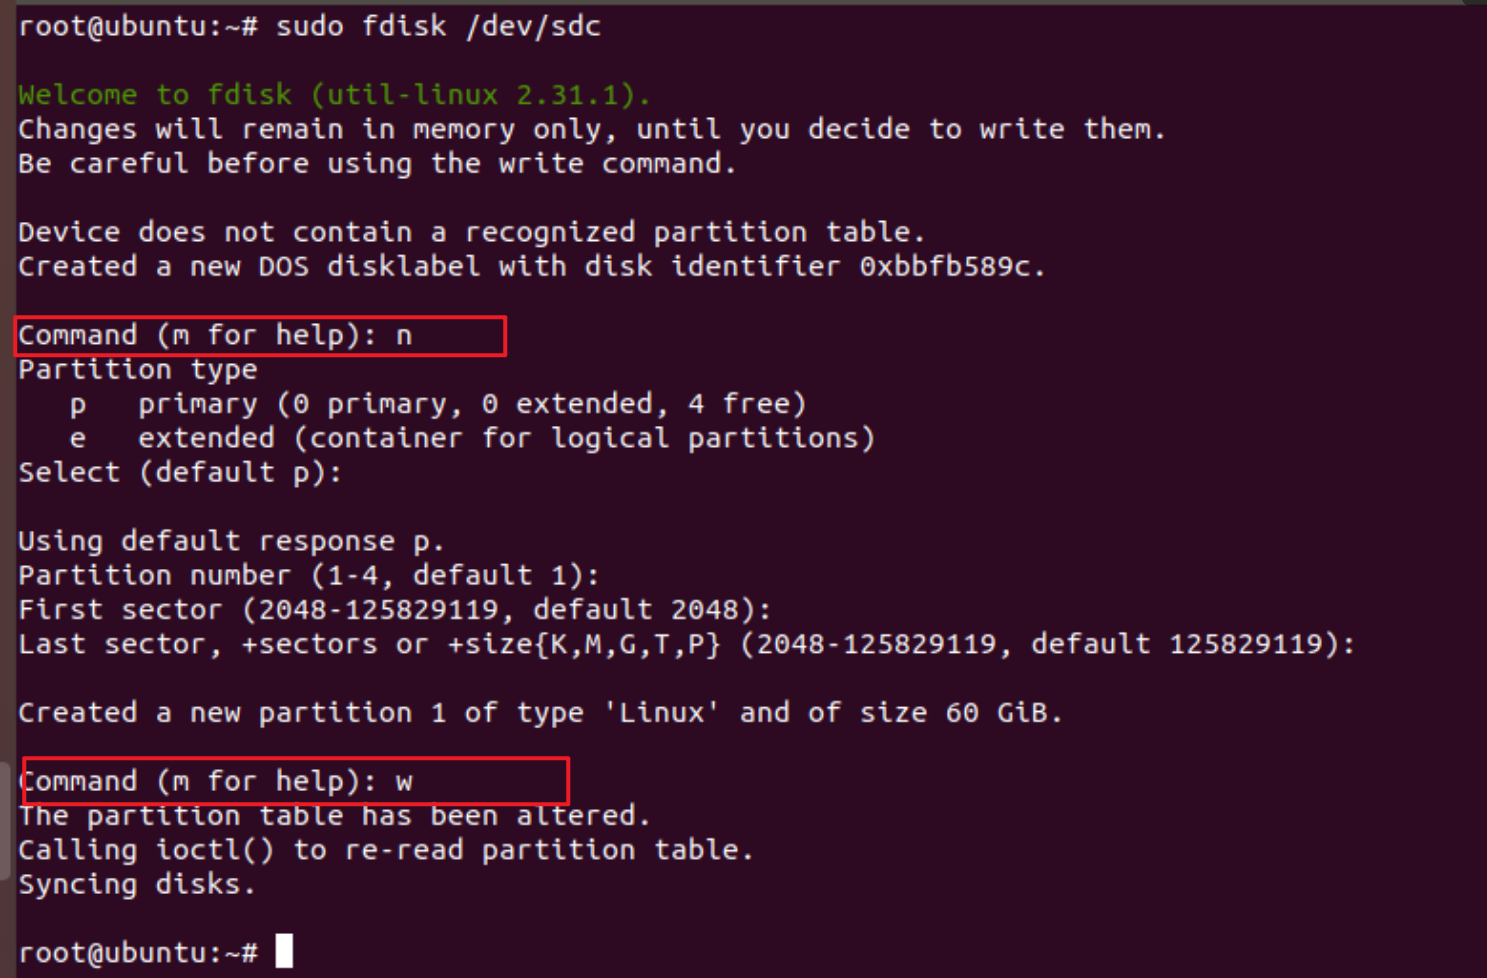 root@ubuntu:~# sudo fdisk /dev/sdc
Welcome to fdisk (util-linux 2.31.1).
Changes will remain in memory only, until you decide to write them.
Be careful before using the write command.
Device does not contain a recognized partition table.
Created a new DOS disklabel with disk identifier 0xbbfb589c.
Command (m for help): n
Partition type
   p   primary (0 primary, 0 extended, 4 free)
   e   extended (container for logical partitions)
Select (default p):
Using default response p.
Partition number (1-4, default 1):
First sector (2048-125829119, default 2048):
Last sector, +sectors or +size{K,M,G,T,P} (2048-125829119, default 125829119):
Created a new partition 1 of type 'Linux' and of size 60 GiB.
Command (m for help): w
The partition table has been altered.
Calling ioctl() to re-read partition table.
Syncing disks.
root@ubuntu:~#